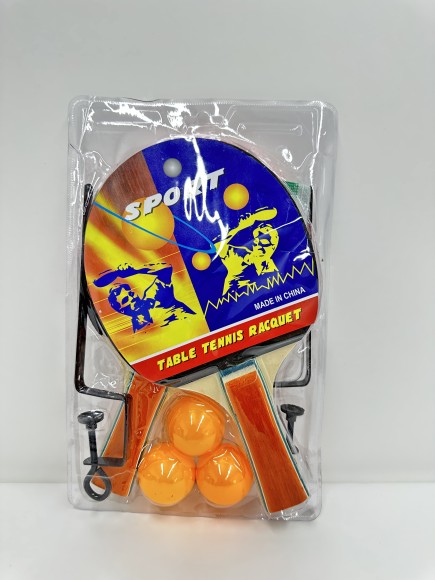 SPORT
MADE IN CHINA
TABLE TENNIS RACQUET